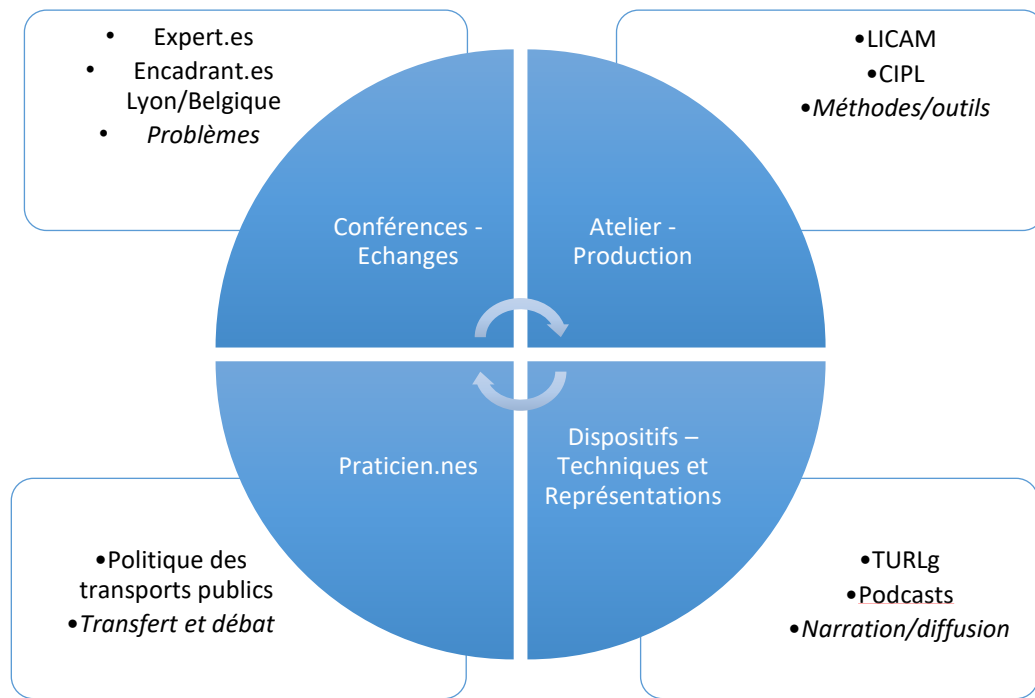 • Expert.es
• Encadrant.es
Lyon/Belgique
• Problèmes
•LICAM
•CIPL
•Méthodes/outils
Conférences -
Echanges
Atelier -
Production
Praticien.nes
Dispositifs –
Techniques et
Représentations
•Politique des
transports publics
•Transfert et débat
•TURLg
•Podcasts
•Narration/diffusion